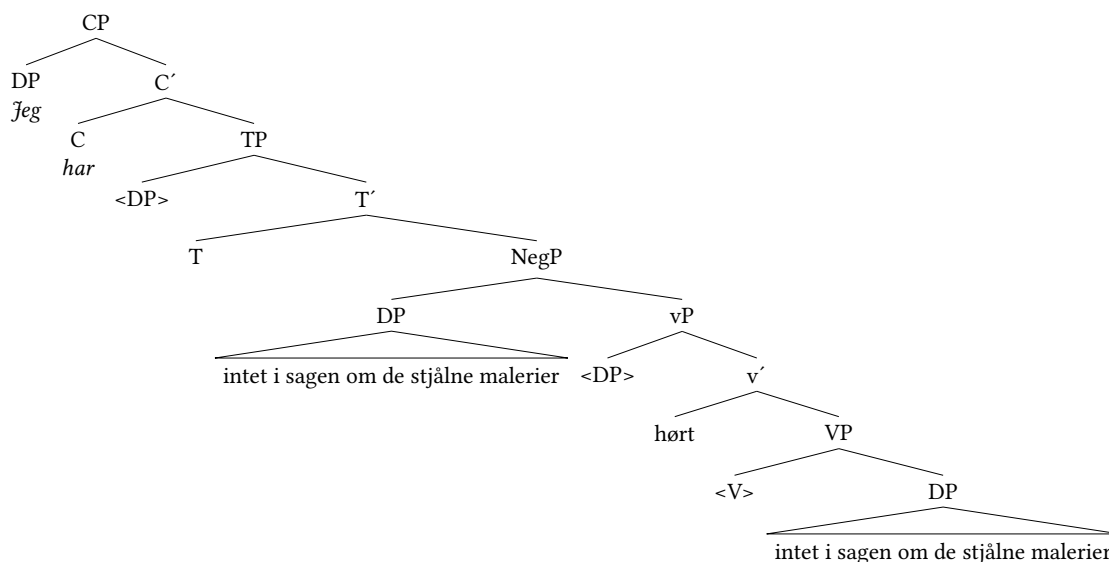 CP
DP C´
Jeg
C TP
har
<DP> T´
T NegP
DP vP
intet i sagen om de stjålne malerier <DP> v´
hørt VP
<V> DP
intet i sagen om de stjålne malerier